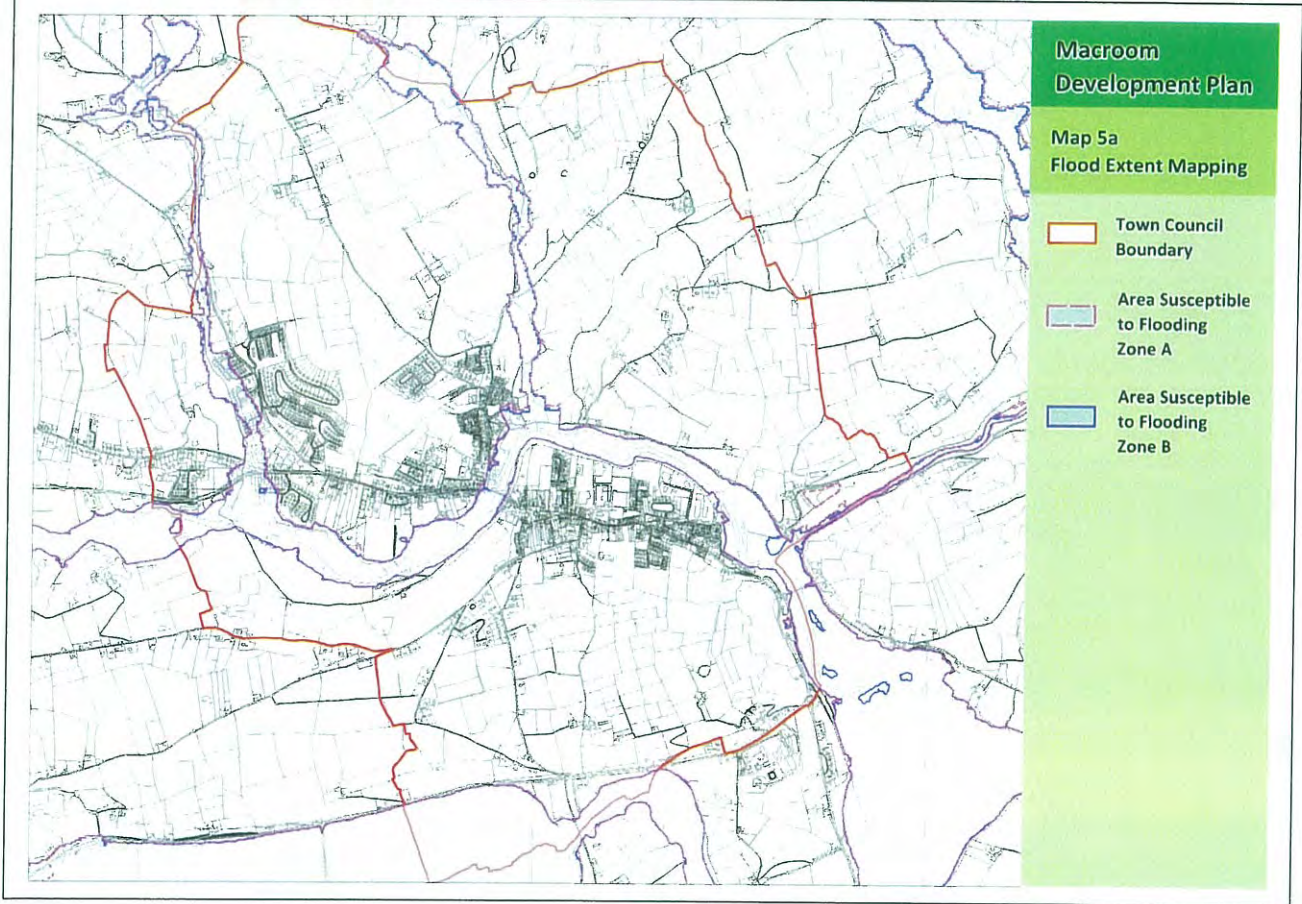 Macroom
Development Plan
Map 5a
Flood Extent Mapping
Town Council
Boundary
Area Susceptible
to Flooding
Zone A
Area Susceptible
to Flooding
Zone B